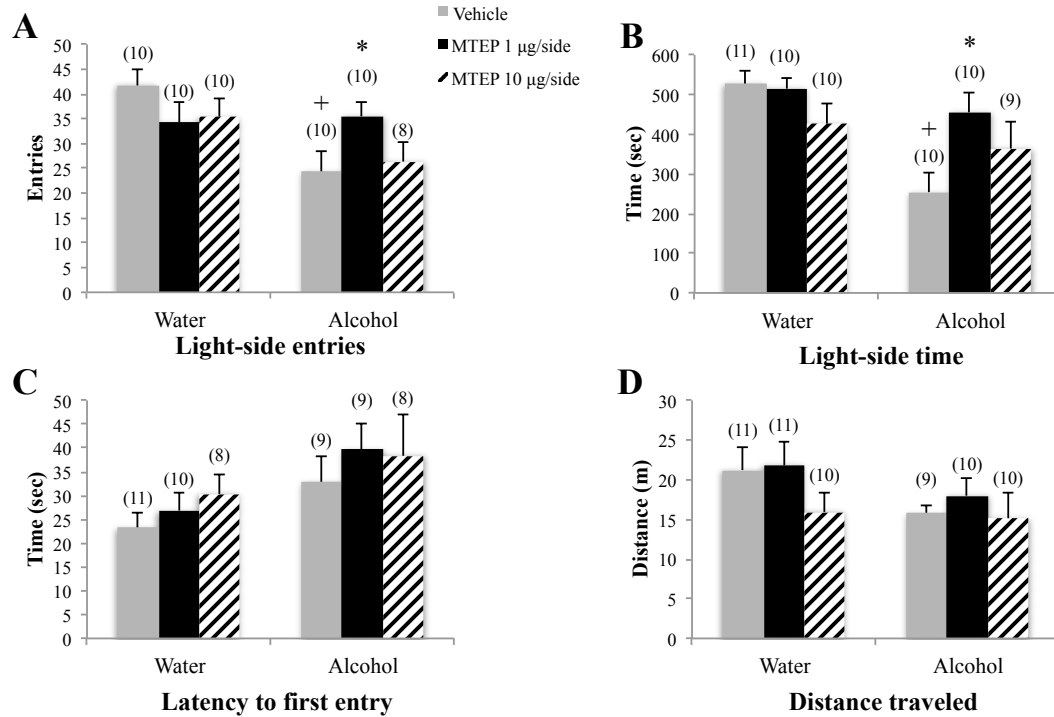 A
Vehicle
MTEP 1 μg/side
MTEP 10 μg/side
50
45
40
35
30
25
20
15
10
5
0
Entries
(10)
(10)
(10)
+
(10)
*
(10)
(8)
Water
Alcohol
Light-side entries
B
600
500
400
300
200
100
0
Time (sec)
(11)
(10)
(10)
+
(10)
*
(10)
(9)
Water
Alcohol
Light-side time
C
50
45
40
35
30
25
20
15
10
5
0
Time (sec)
(11)
(10)
(8)
(9)
(9)
(8)
Water
Alcohol
Latency to first entry
D
30
25
20
15
10
5
0
Distance (m)
(11)
(11)
(10)
(9)
(10)
(10)
Water
Alcohol
Distance traveled